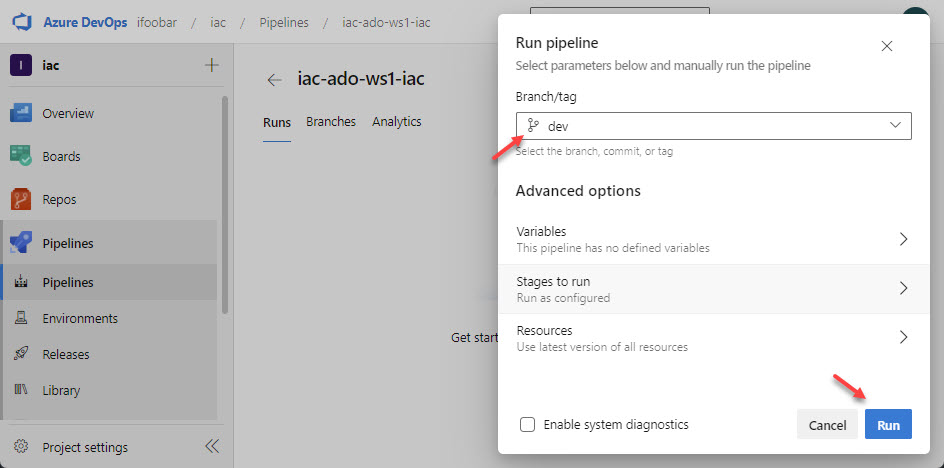 Azure DevOps ifoobar / iac / Pipelines / iac-ado-ws1-iac
I iac
Overview
Boards
Repos
Pipelines
Pipelines
Environments
Releases
Library
Project settings
iac-ado-ws1-iac
Runs Branches Analytics
Get star
Run pipeline
Select parameters below and manually run the pipeline
Branch/tag
dev
Select the branch, commit, or tag
Advanced options
Variables
This pipeline has no defined variables
Stages to run
Run as configured
Resources
Use latest version of all resources
Enable system diagnostics
Cancel Run